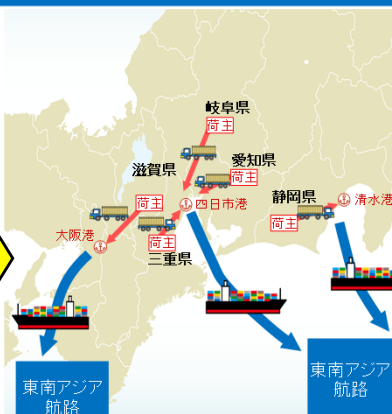 岐阜県
荷主
滋賀県
愛知県
荷主
静岡県
清水港
荷主
四日市港
荷主
大阪港
荷主
三重県
東南アジア
航路
東南アジア
航路